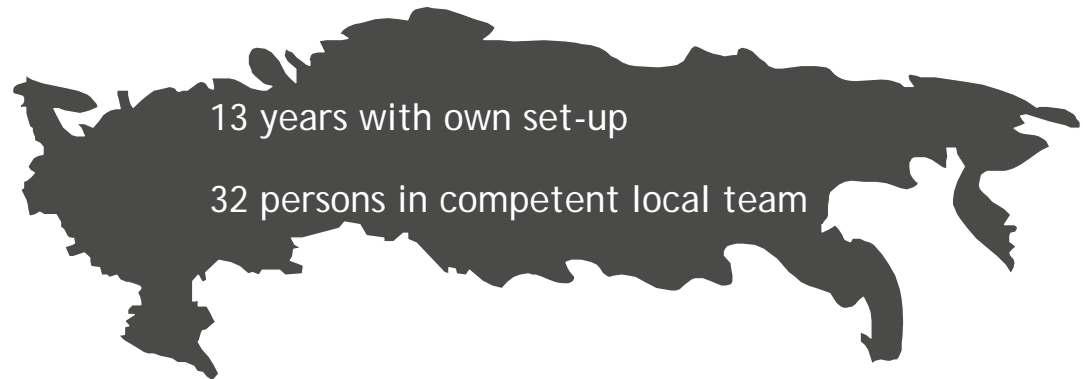 13 years with own set-up
32 persons in competent local team